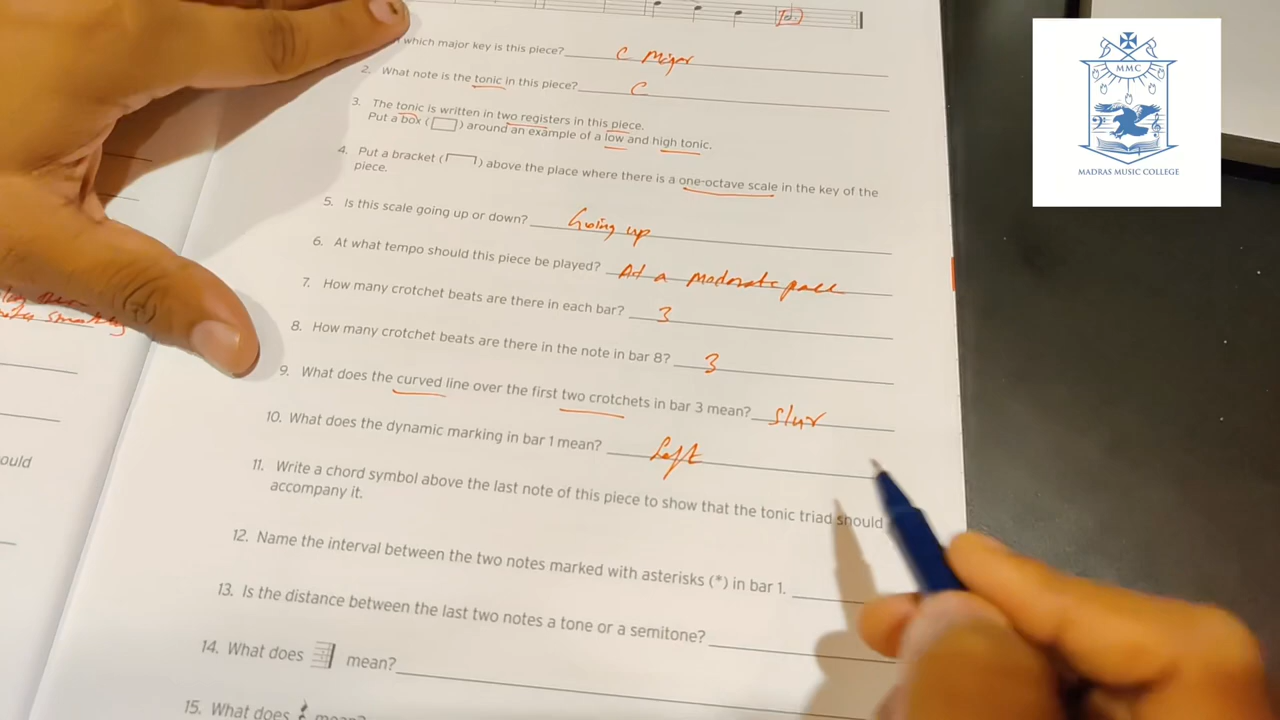 which major key is this piece? C Major
2. What note is the tonic in this piece? C
3. The tonic is written in two registers in this piece.
Put a box ( ) around an example of a low and high tonic.
4. Put a bracket ( ) above the place where there is a one-octave scale in the key of the
piece.
5. Is this scale going up or down? Going up
6. At what tempo should this piece be played? At a moderate pace
7. How many crotchet beats are there in each bar? 3
8. How many crotchet beats are there in the note in bar 8? 3
9. What does the curved line over the first two crotchets in bar 3 mean? Slur
10. What does the dynamic marking in bar 1 mean?
11. Write a chord symbol above the last note of this piece to show that the tonic triad should
accompany it.
12. Name the interval between the two notes marked with asterisks (*) in bar 1.
13. Is the distance between the last two notes a tone or a semitone?
14. What does mean?
15. What does mean?
ould
MMC
MADRAS MUSIC COLLEGE